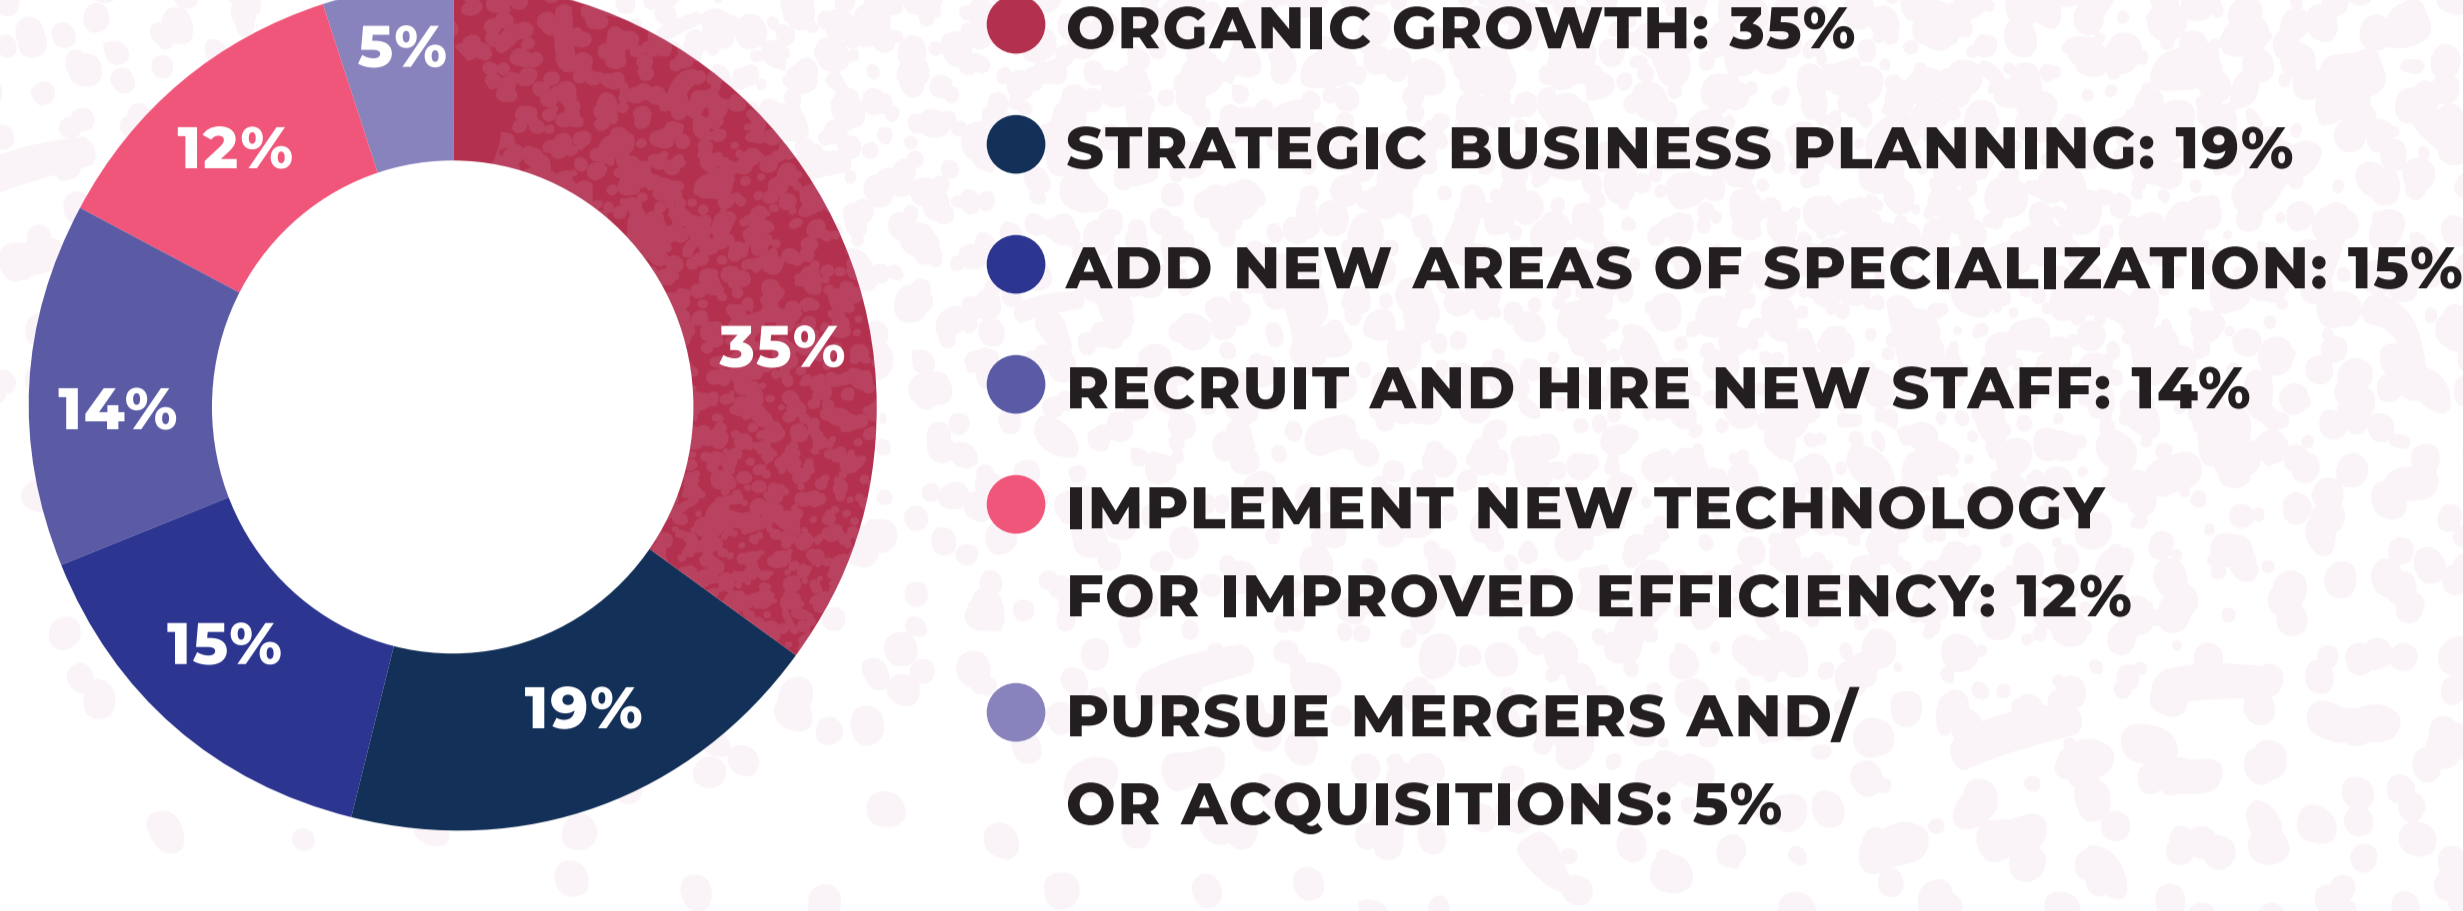 5%
12%
35%
14%
15%
19%
ORGANIC GROWTH: 35%
STRATEGIC BUSINESS PLANNING: 19%
ADD NEW AREAS OF SPECIALIZATION: 15%
RECRUIT AND HIRE NEW STAFF: 14%
IMPLEMENT NEW TECHNOLOGY
FOR IMPROVED EFFICIENCY: 12%
PURSUE MERGERS AND/
OR ACQUISITIONS: 5%